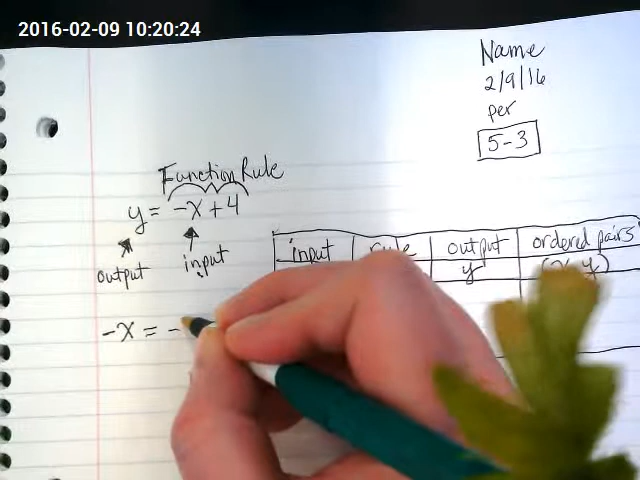 2016-02-09 10:20:24
Name
2/9/16
per
5-3
Function Rule
y = -x + 4
output
input
input rule output ordered pairs
y (x, y)
-x = -